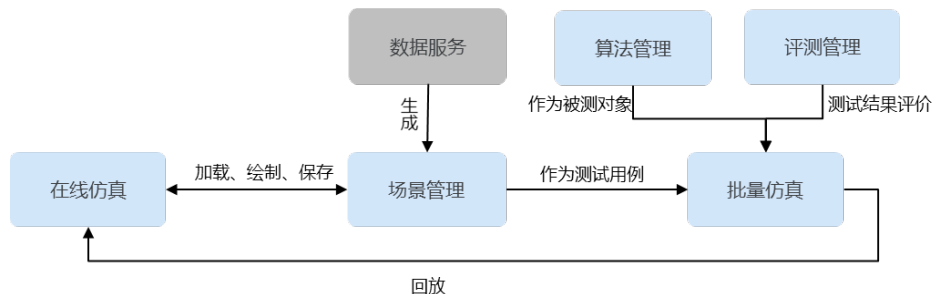 数据服务
算法管理
评测管理
生成
作为被测对象
测试结果评价
在线仿真
加载、绘制、保存
场景管理
作为测试用例
批量仿真
回放